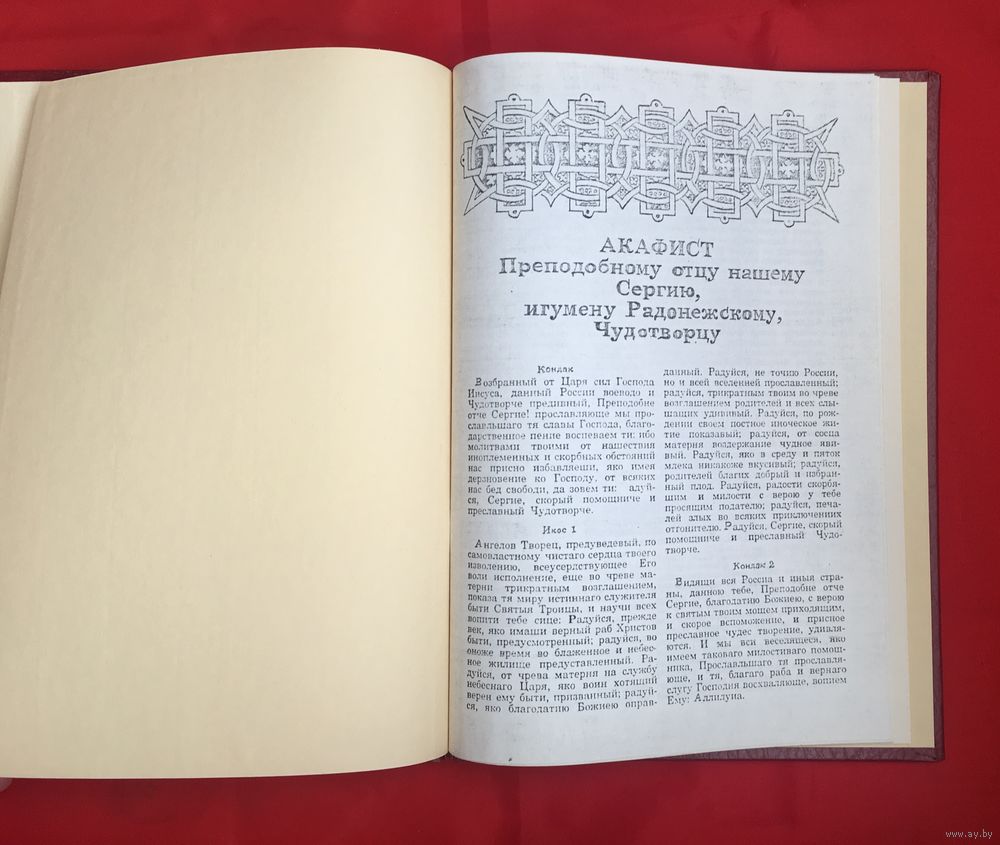 АКАФИСТ
Преподобному отцу нашему
Сергию,
игумену Радонежскому,
Чудотворцу
Кондак
Возбранный от Царя сил Господа
Иисуса, данный России воеводо и
Чудотворче предивный, Преподобне
отче Сергие! прославляюще мы про-
славльшаго тя славы Господа, благо-
дарственное пение воспеваем ти: ибо
молитвами твоими от нашествия
иноплеменных и скорбных обстояний
нас присно избавляеши, яко имея
дерзновение ко Господу, от всяких
нас бед свободи, да зовем ти: адуй-
ся, Сергие, скорый помощниче и
преславный Чудотворче.
Икос 1
Ангелов Творец, предуведевый, по
самовластному чистаго сердца твоего
изволению, всеусердствующее Его
воли исполнение, еще во чреве ма-
терни трикратным возглашением,
показа тя миру истиннаго служителя
быти Святыя Троицы, и научи всех
вопити тебе сице: Радуйся, прежде
век, яко имаши верный раб Христов
быти, предусмотренный; радуйся, во
оноже время во блаженное и небес-
ное жилище предуставленный. Ра-
дуйся, от чрева матерня на службу
небеснаго Царя, яко воин хотящий
верен ему быти, призванный; радуй-
ся, яко благодатию Божиею оправ-
данный. Радуйся, не точию России,
но и всей вселенней прославленный;
радуйся, трикратным твоим во чреве
возглашением родителей и всех слы-
шащих удививый. Радуйся, по рож-
дении своем постное иноческое жи-
тие показавый; радуйся, от сосца
матерня воздержание чудное яви-
вый. Радуйся, яко в среду и пяток
млека никакоже вкусивый; радуйся,
родителей благих добрый и избран-
ный плод. Радуйся, радости скорбя-
щим и милости с верою у тебе
просящим подателю; радуйся, печа-
лей злых во всяких приключениих
отгонителю. Радуйся, Сергие, скорый
помощниче и преславный Чудо-
творче.
Кондак 2
Видящи вся Россия и иныя стра-
ны, данною тебе, Преподобне отче
Сергие, благодатию Божиею, с верою
к святым твоим мощем приходящим,
и скорое вспоможение, и присное
преславное чудес творение, удивля-
ются. И мы вси веселящеся, яко
имеем таковаго милостиваго помощ-
ника, Прославльшаго тя прославля-
юще, и тя, благаго раба и вернаго
слугу Господня восхваляюще, вопием
Ему: Аллилуиа.
www.ay.by